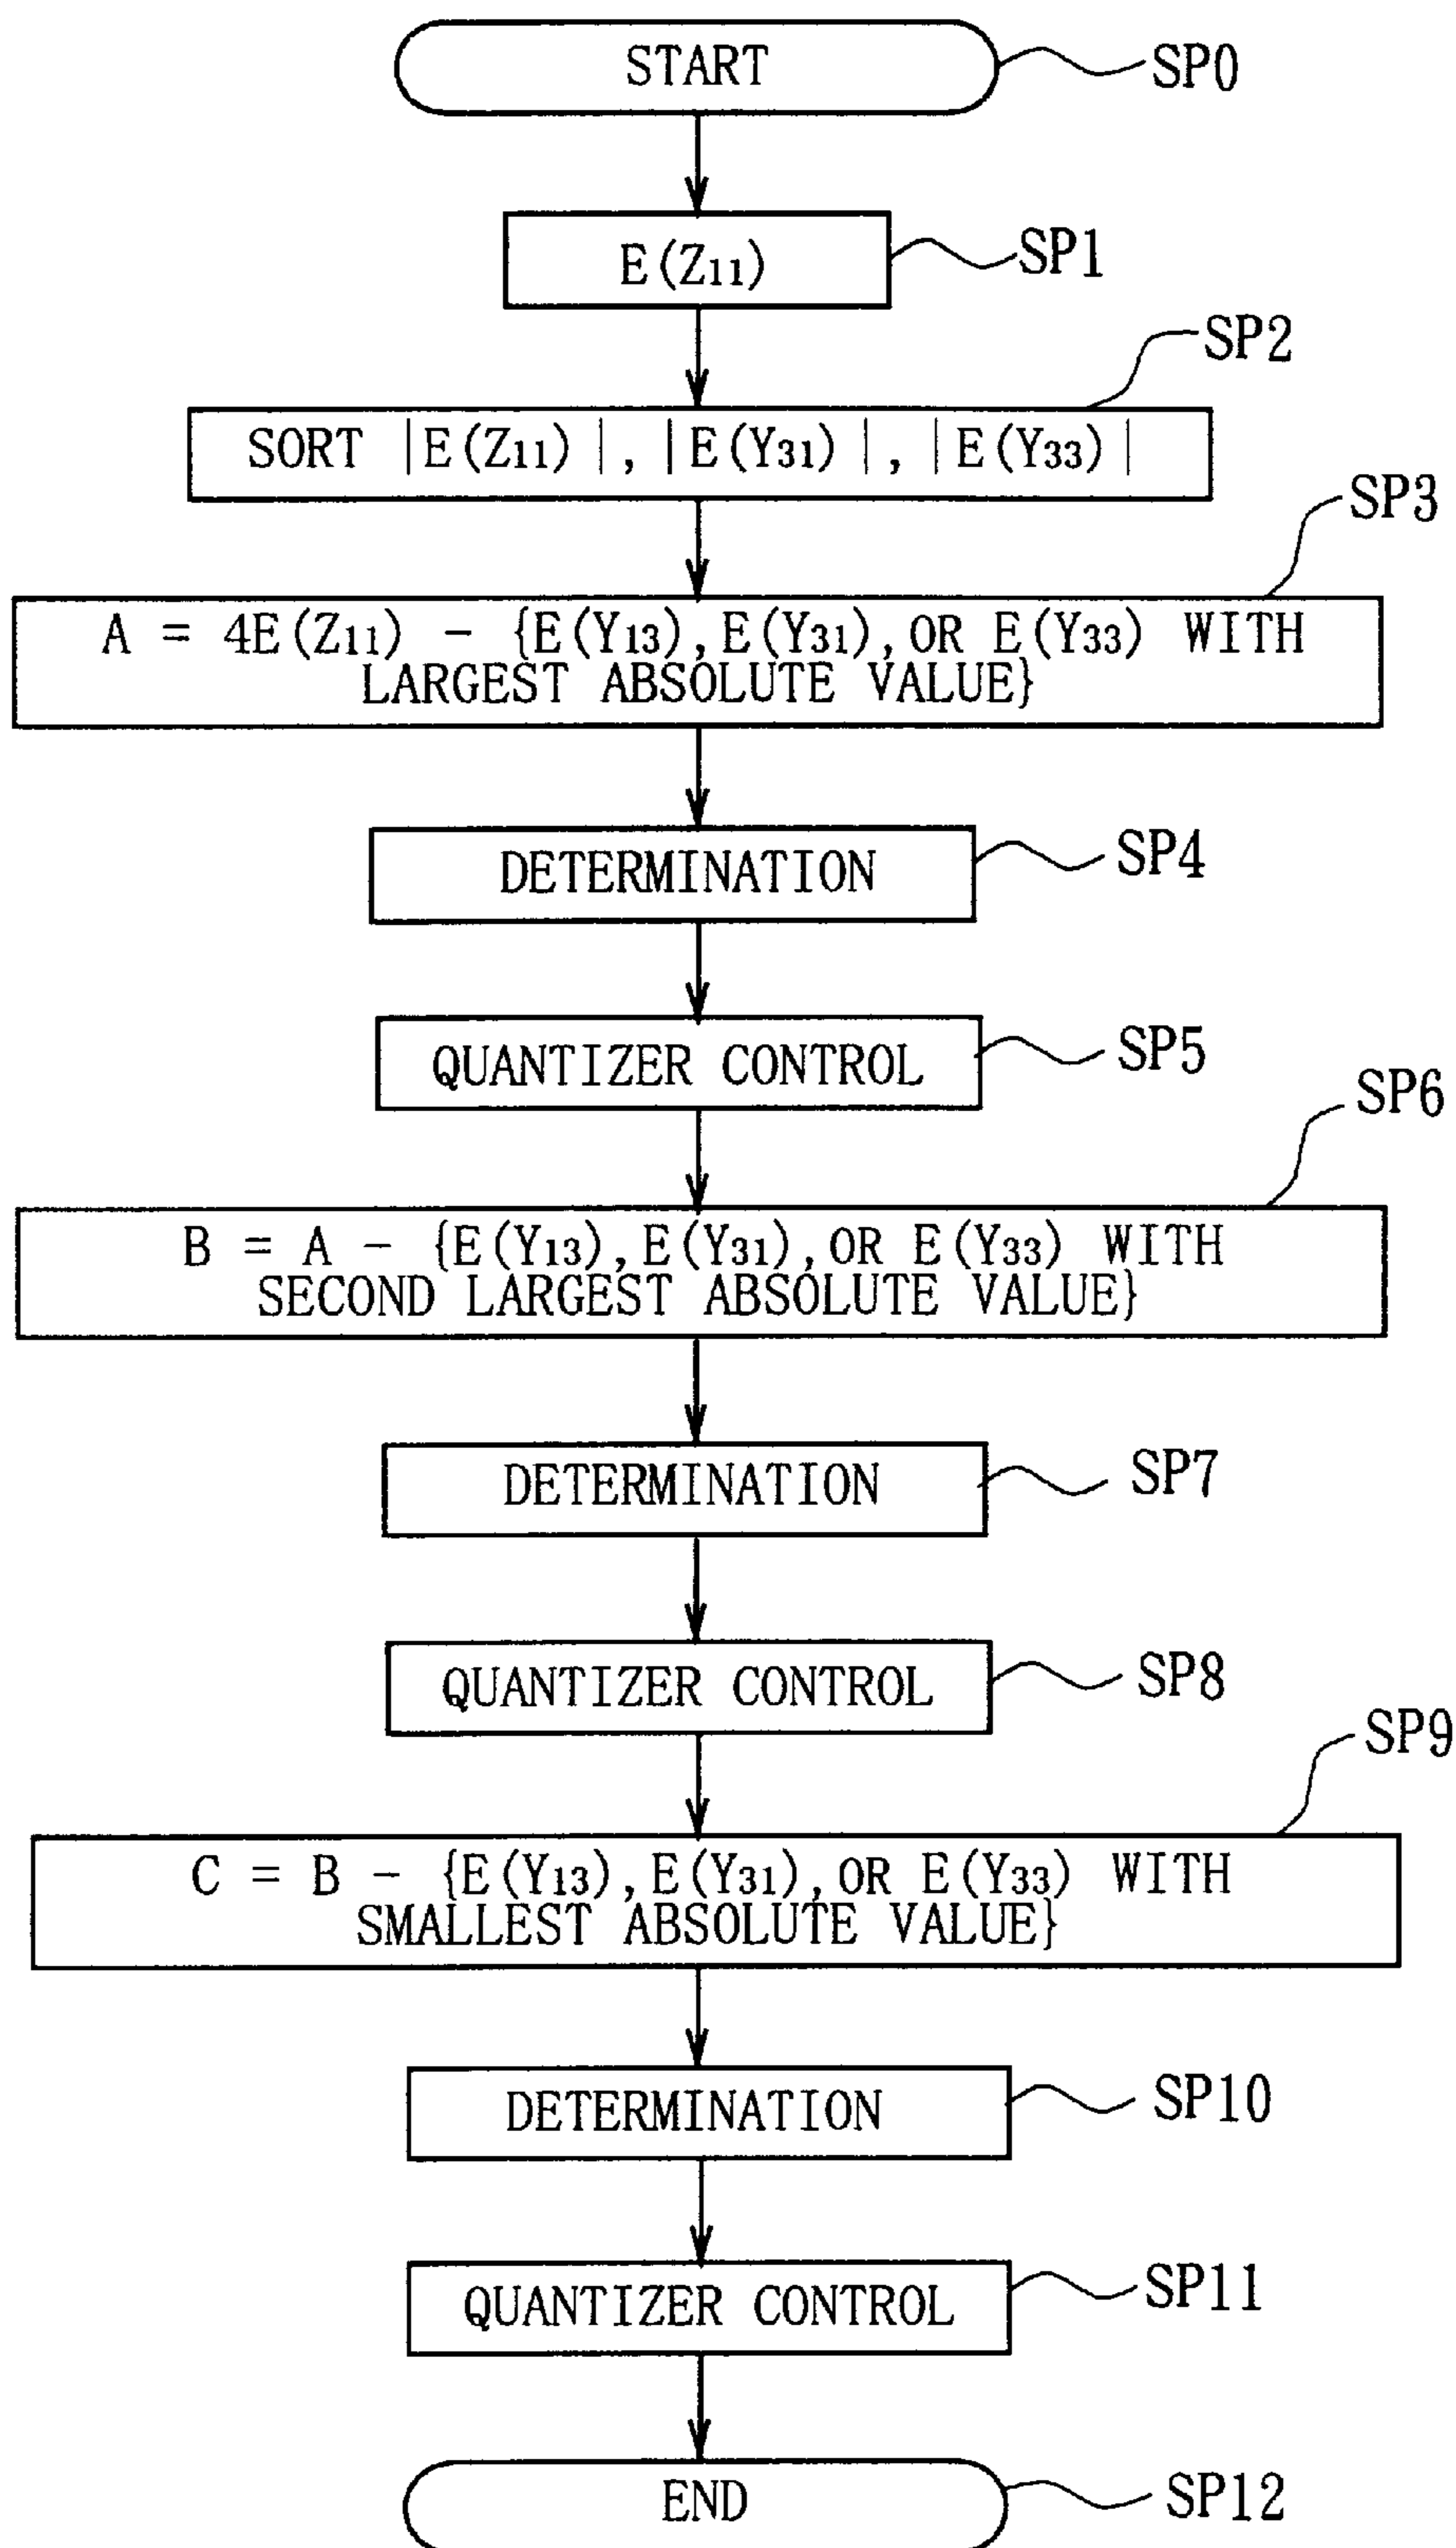 START
SP0
E(Z11)
SP1
SP2
SORT |E(Z11)|, |E(Y31)|, |E(Y33)|
SP3
A = 4E(Z11) - {E(Y13), E(Y31), OR E(Y33) WITH
LARGEST ABSOLUTE VALUE}
DETERMINATION
SP4
QUANTIZER CONTROL
SP5
SP6
B = A - {E(Y13), E(Y31), OR E(Y33) WITH
SECOND LARGEST ABSOLUTE VALUE}
DETERMINATION
SP7
QUANTIZER CONTROL
SP8
SP9
C = B - {E(Y13), E(Y31), OR E(Y33) WITH
SMALLEST ABSOLUTE VALUE}
DETERMINATION
SP10
QUANTIZER CONTROL
SP11
END
SP12